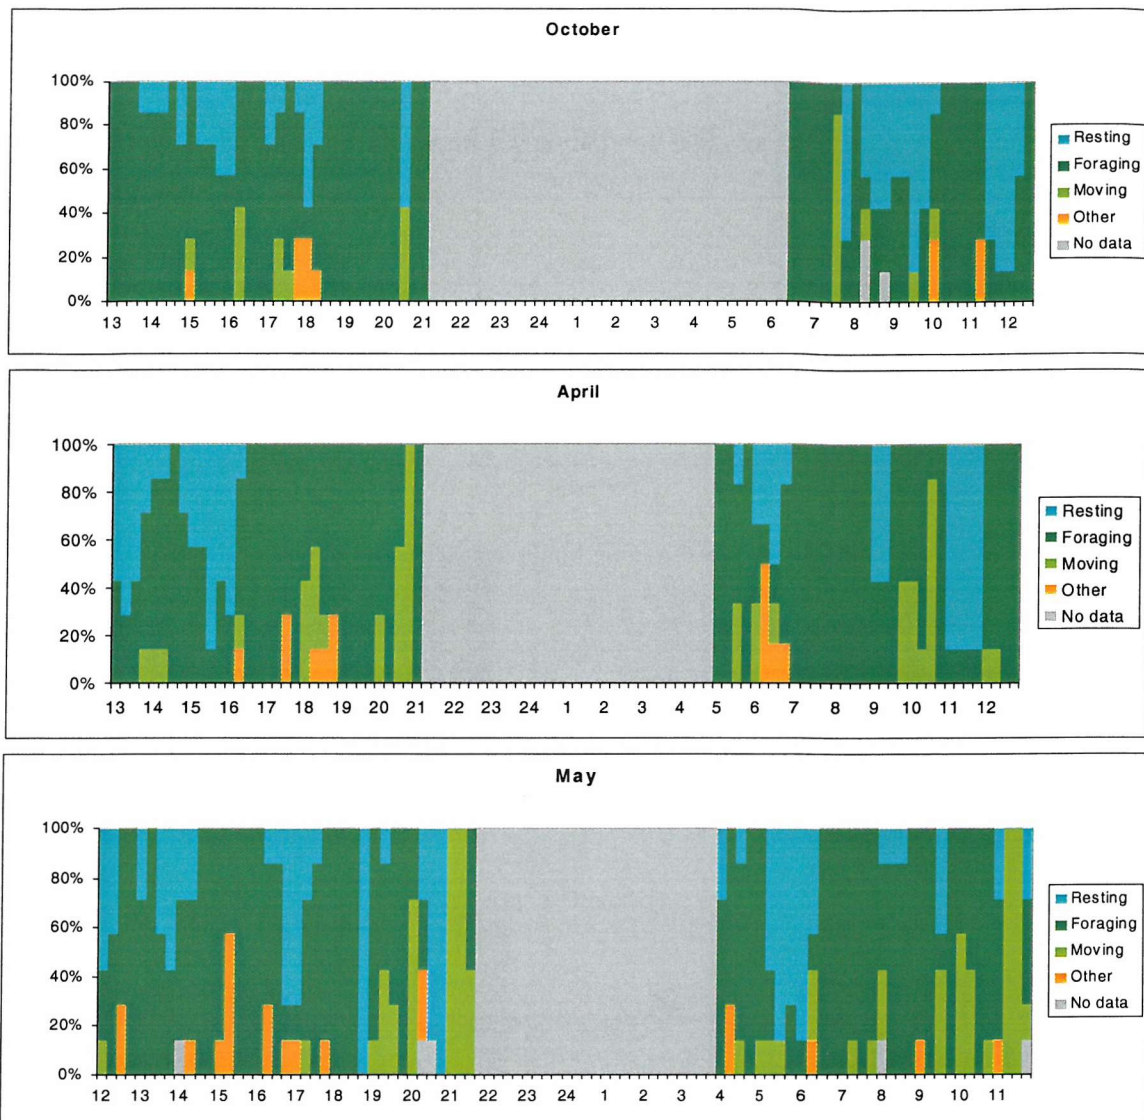 October
100%
80%
60%
40%
20%
0%
13 14 15 16 17 18 19 20 21 22 23 24 1 2 3 4 5 6 7 8 9 10 11 12
Resting
Foraging
Moving
Other
No data
April
100%
80%
60%
40%
20%
0%
13 14 15 16 17 18 19 20 21 22 23 24 1 2 3 4 5 6 7 8 9 10 11 12
Resting
Foraging
Moving
Other
No data
May
100%
80%
60%
40%
20%
0%
12 13 14 15 16 17 18 19 20 21 22 23 24 1 2 3 4 5 6 7 8 9 10 11
Resting
Foraging
Moving
Other
No data